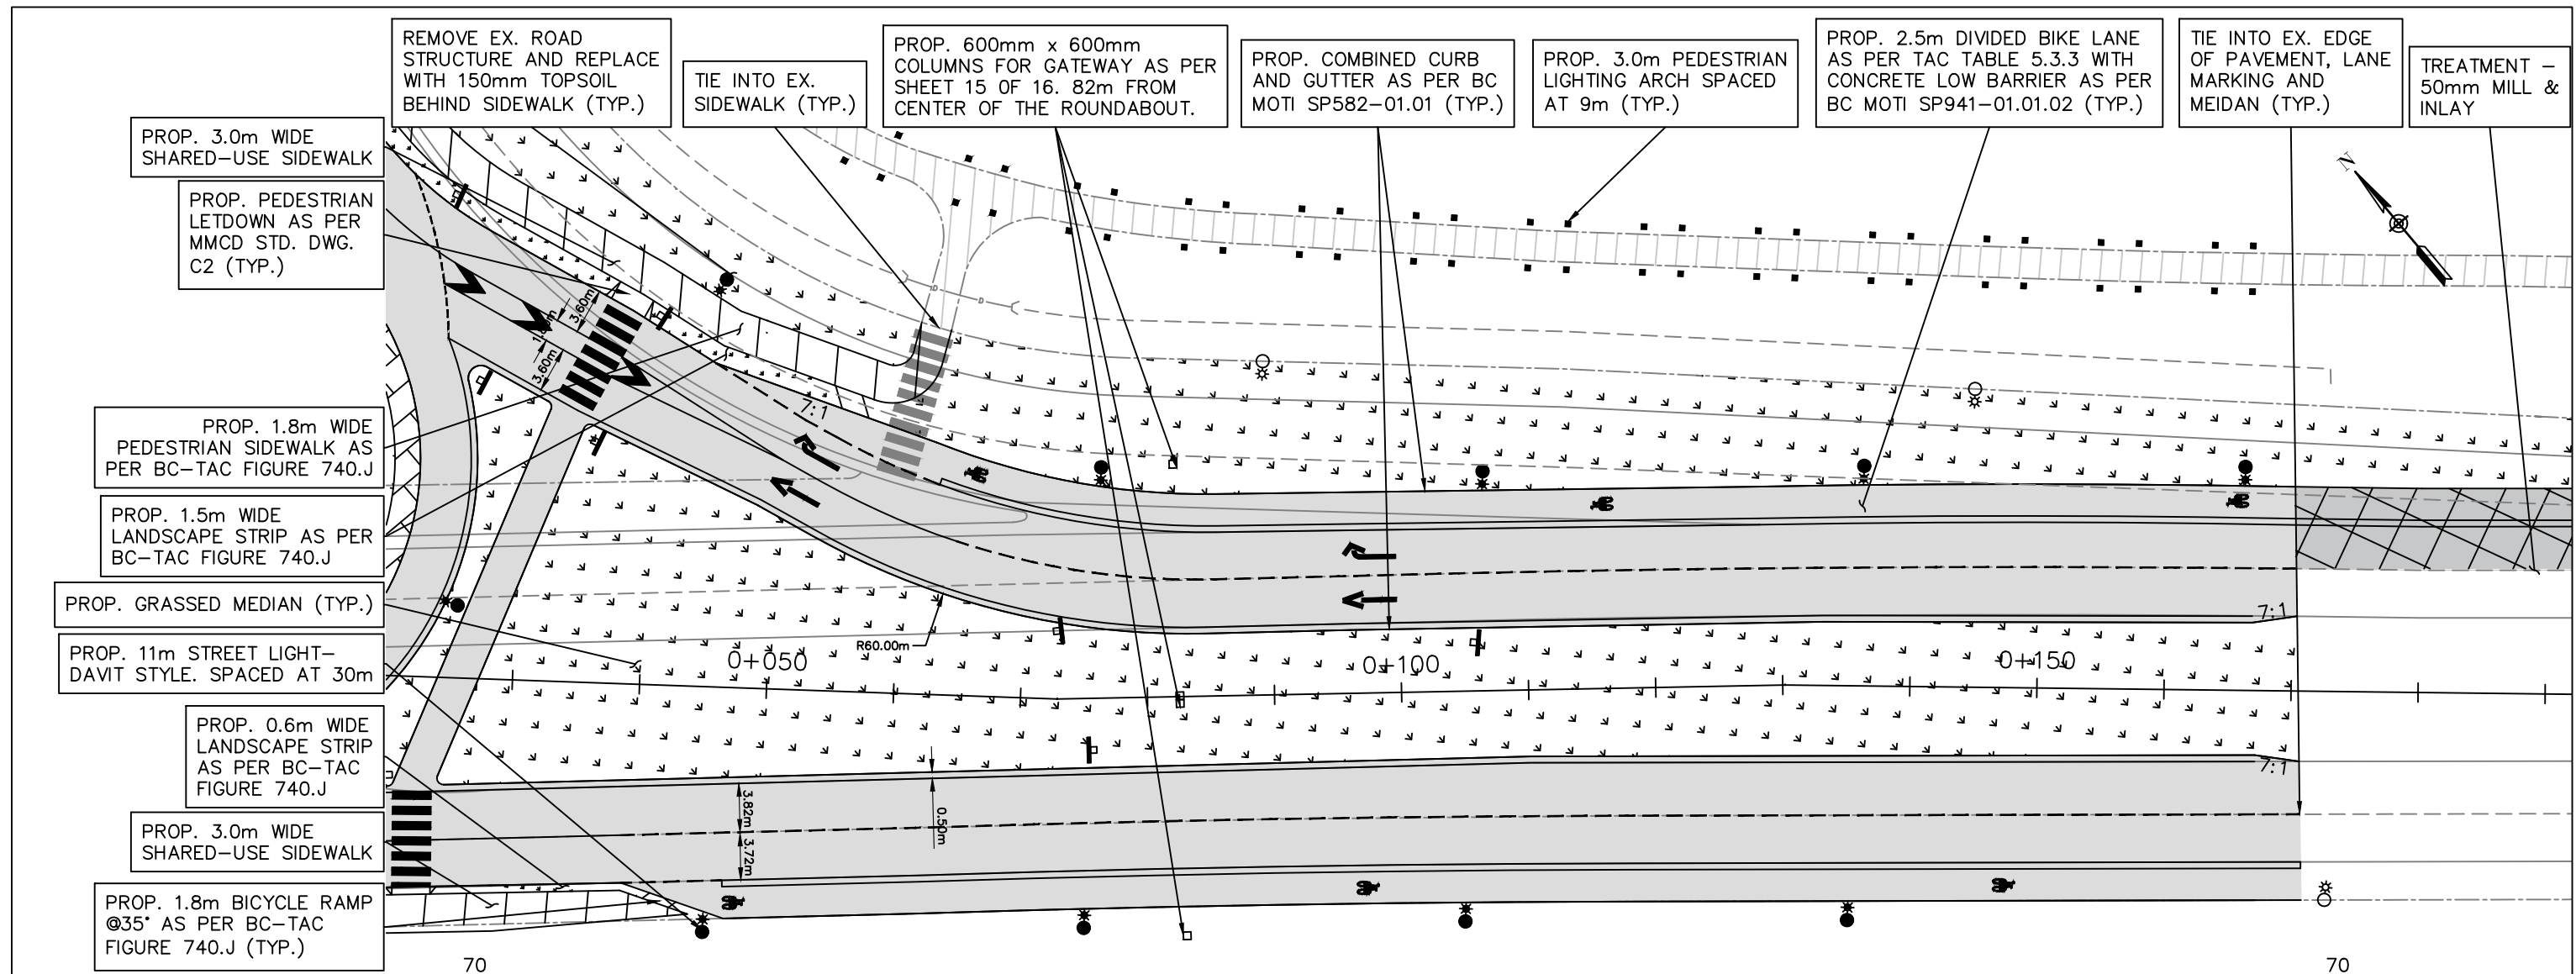 REMOVE EX. ROAD
STRUCTURE AND REPLACE
WITH 150mm TOPSOIL
BEHIND SIDEWALK (TYP.)
TIE INTO EX.
SIDEWALK (TYP.)
PROP. 600mm x 600mm
COLUMNS FOR GATEWAY AS PER
SHEET 15 OF 16. 82m FROM
CENTER OF THE ROUNDABOUT.
PROP. COMBINED CURB
AND GUTTER AS PER BC
MOTI SP582-01.01 (TYP.)
PROP. 3.0m PEDESTRIAN
LIGHTING ARCH SPACED
AT 9m (TYP.)
PROP. 2.5m DIVIDED BIKE LANE
AS PER TAC TABLE 5.3.3 WITH
CONCRETE LOW BARRIER AS PER
BC MOTI SP941-01.01.02 (TYP.)
TIE INTO EX. EDGE
OF PAVEMENT, LANE
MARKING AND
MEIDAN (TYP.)
TREATMENT -
50mm MILL &
INLAY
PROP. 3.0m WIDE
SHARED-USE SIDEWALK
PROP. PEDESTRIAN
LETDOWN AS PER
MMCD STD. DWG.
C2 (TYP.)
PROP. 1.8m WIDE
PEDESTRIAN SIDEWALK AS
PER BC-TAC FIGURE 740.J
PROP. 1.5m WIDE
LANDSCAPE STRIP AS PER
BC-TAC FIGURE 740.J
PROP. GRASSED MEDIAN (TYP.)
PROP. 11m STREET LIGHT-
DAVIT STYLE. SPACED AT 30m
PROP. 0.6m WIDE
LANDSCAPE STRIP
AS PER BC-TAC
FIGURE 740.J
PROP. 3.0m WIDE
SHARED-USE SIDEWALK
PROP. 1.8m BICYCLE RAMP
@35° AS PER BC-TAC
FIGURE 740.J (TYP.)
N
3.60m
3.60m
7:1
R60.00m
0+050
0+100
0+150
7:1
7:1
3.82m
3.72m
0.50m
70
70